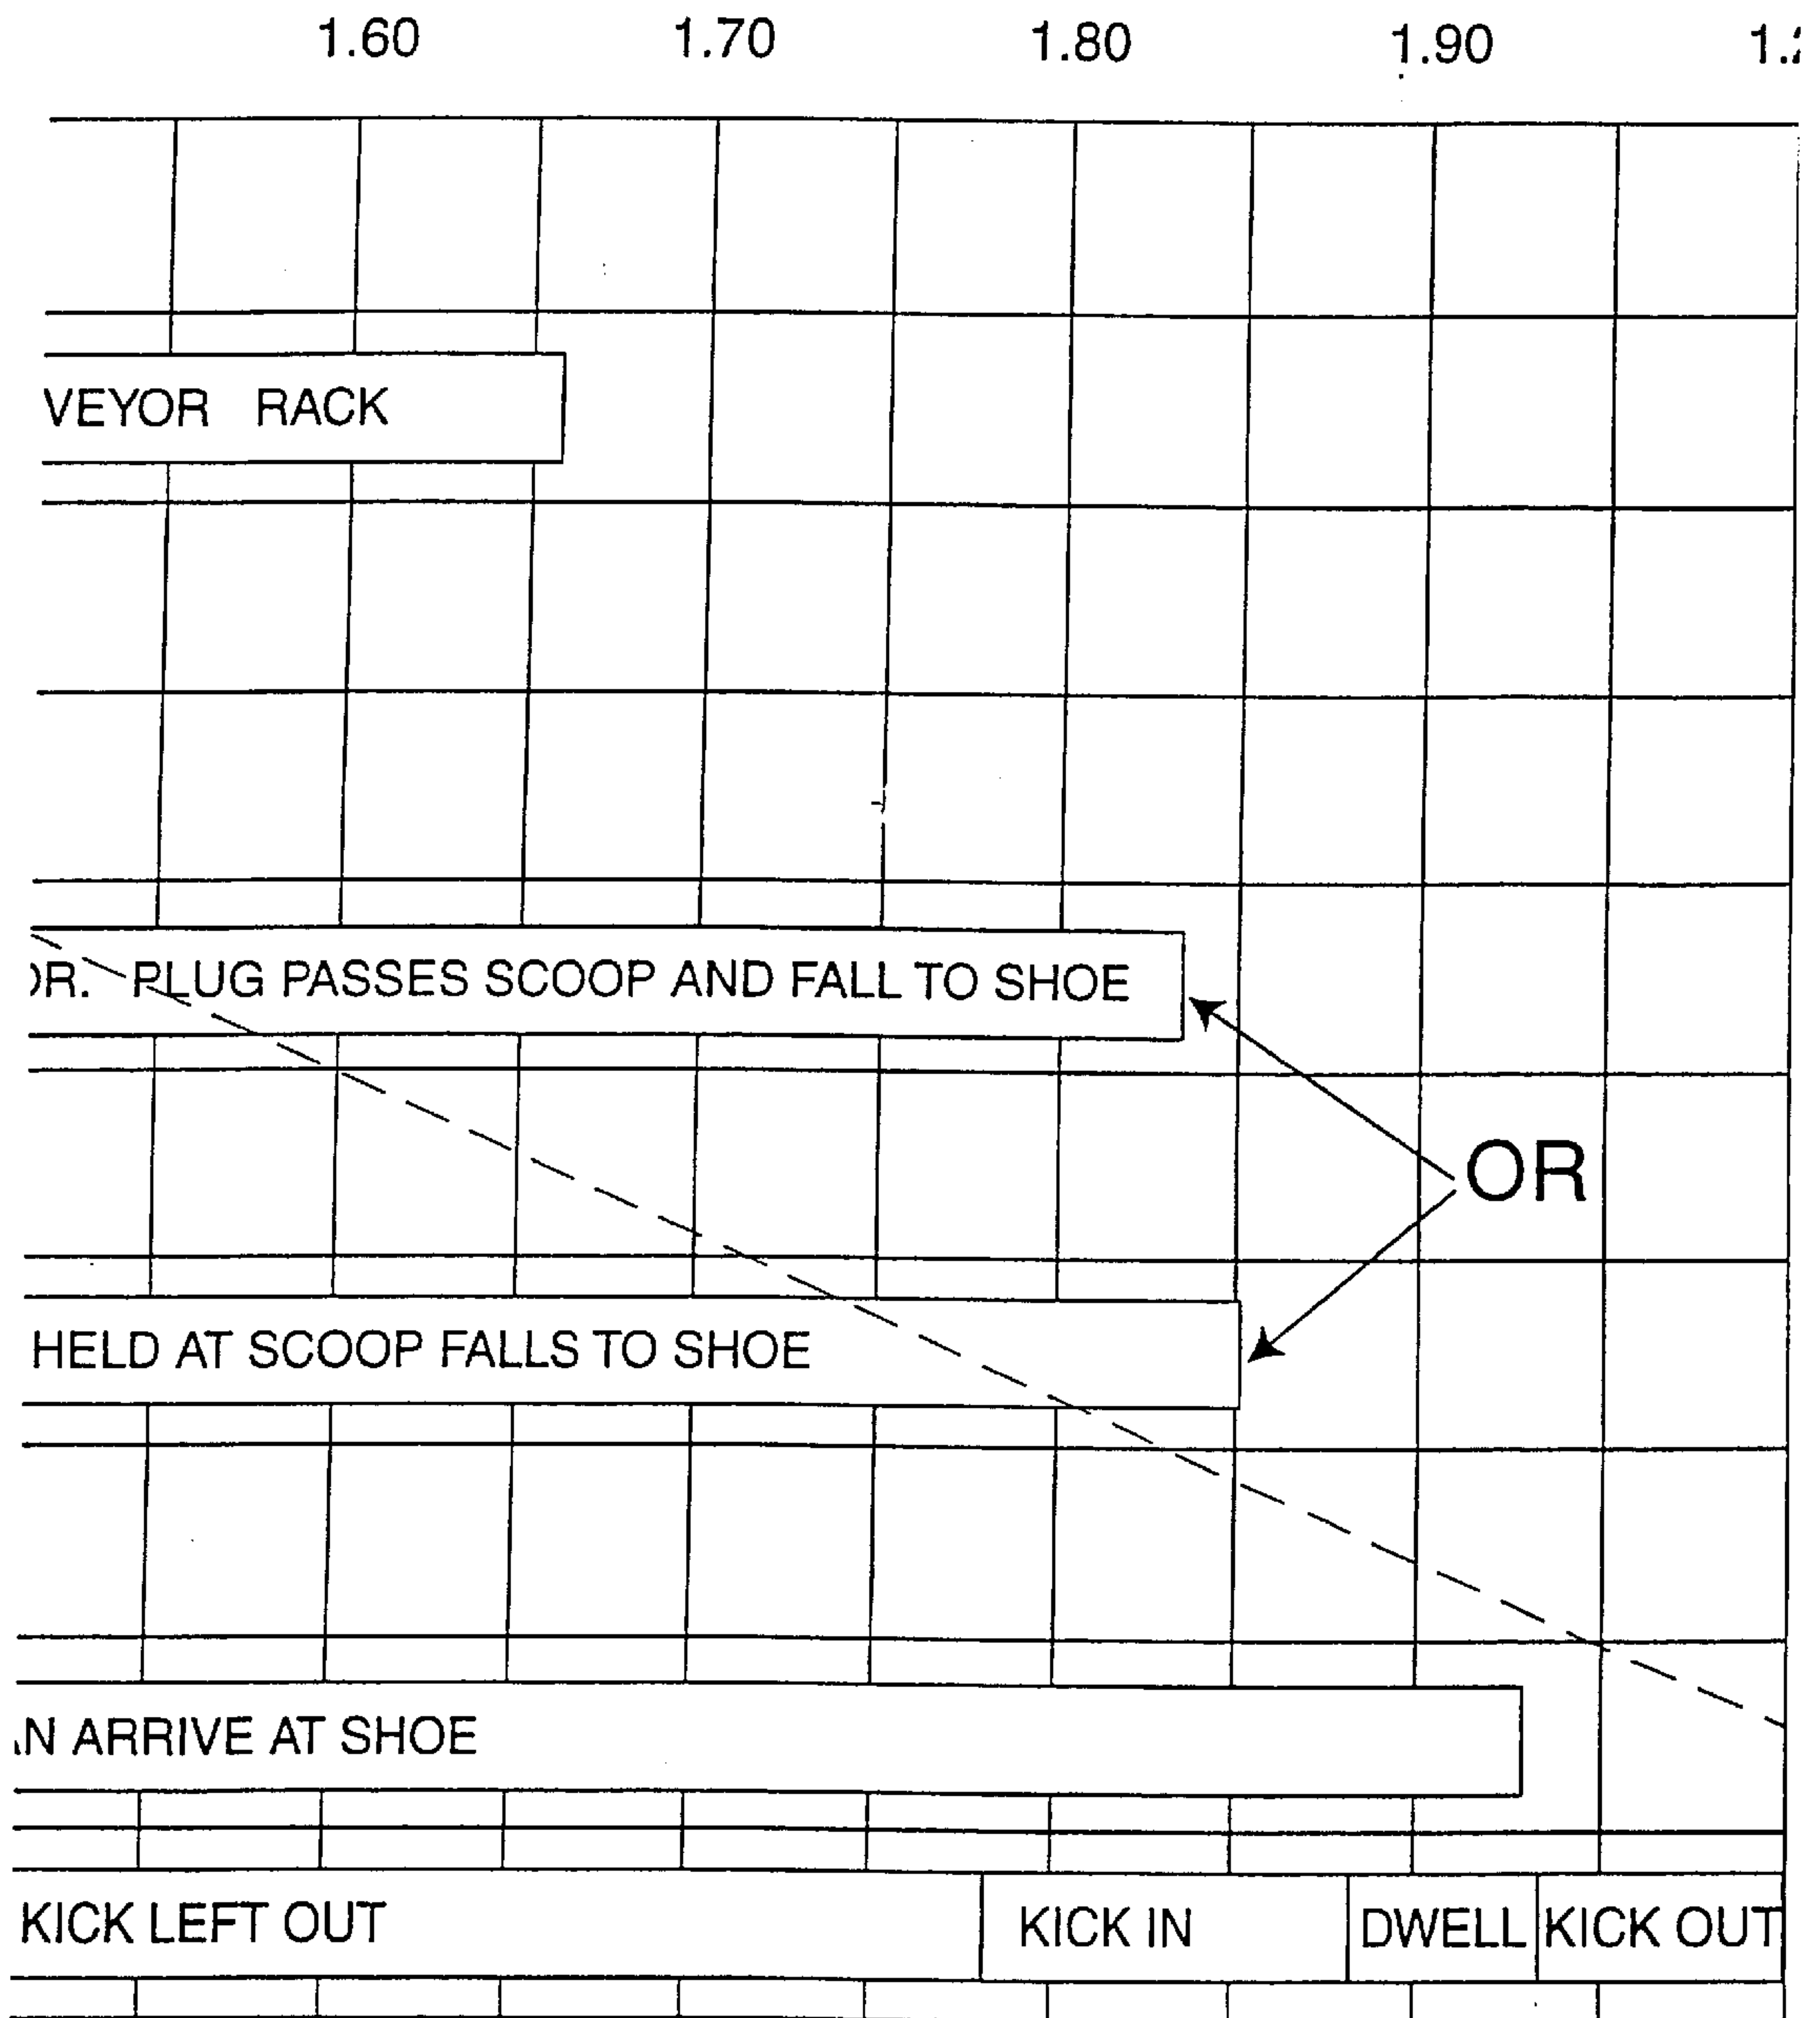 1.60 1.70 1.80 1.90 1.
VEYOR RACK
R. PLUG PASSES SCOOP AND FALL TO SHOE
OR
HELD AT SCOOP FALLS TO SHOE
N ARRIVE AT SHOE
KICK LEFT OUT KICK IN DWELL KICK OUT